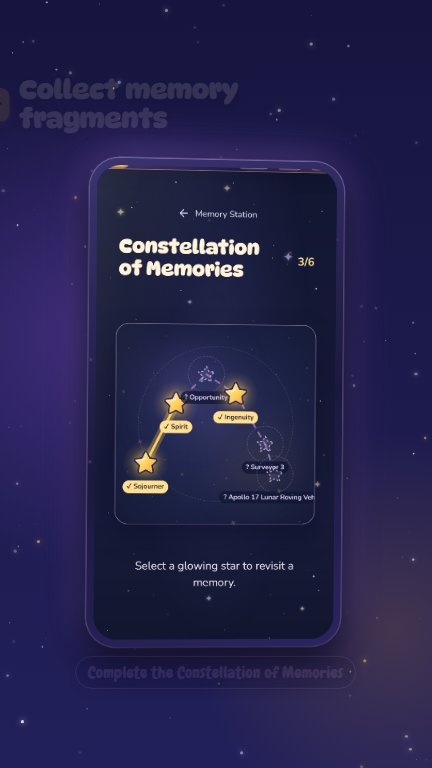 Collect memory
fragments
← Memory Station
Constellation
of Memories
3/6
? Opportunity
✓ Ingenuity
✓ Spirit
? Surveyor 3
✓ Sojourner
? Apollo 17 Lunar Roving Veh
Select a glowing star to revisit a
memory.
Complete the Constellation of Memories